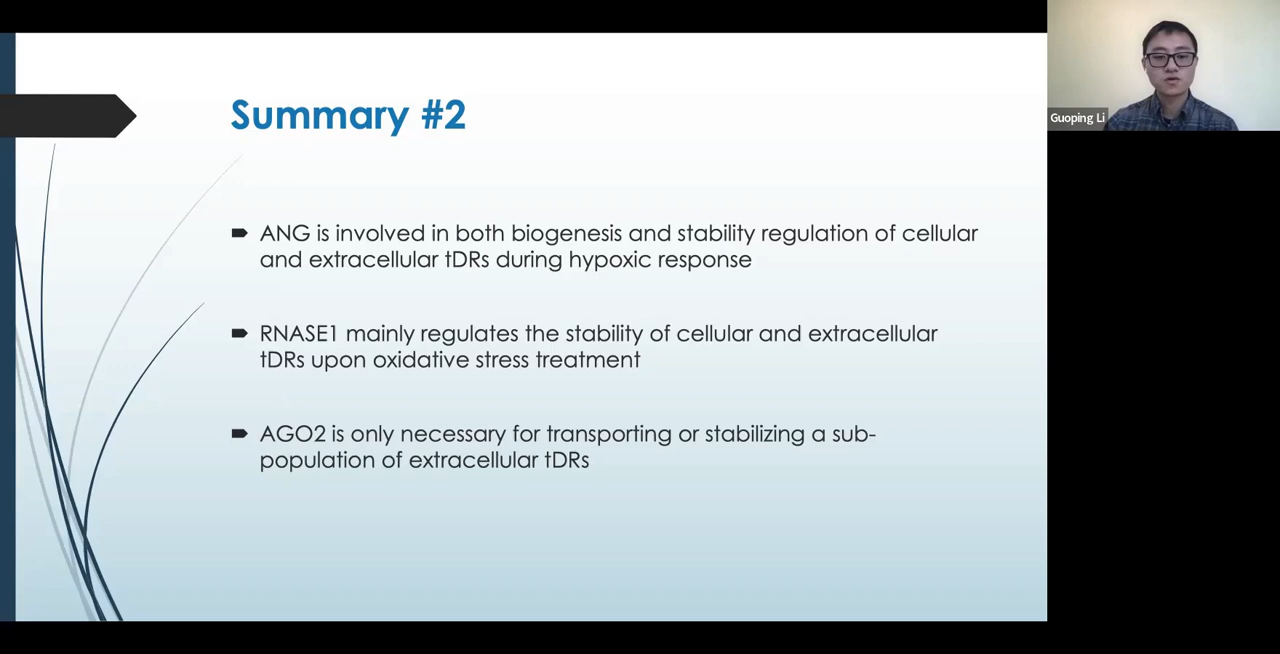 Summary #2
ANG is involved in both biogenesis and stability regulation of cellular
and extracellular tDRs during hypoxic response
RNASE1 mainly regulates the stability of cellular and extracellular
tDRs upon oxidative stress treatment
AGO2 is only necessary for transporting or stabilizing a sub-
population of extracellular tDRs
Guoping Li